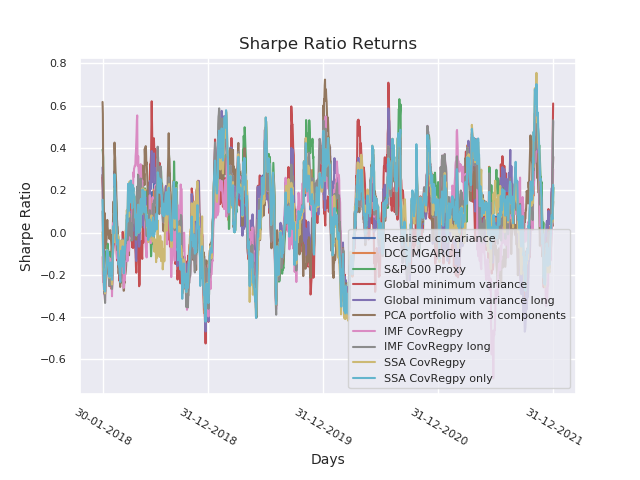 Sharpe Ratio Returns
0.8
0.6
0.4
0.2
0.0
−0.2
−0.4
−0.6
Sharpe Ratio
Realised covariance
DCC MGARCH
S&P 500 Proxy
Global minimum variance
Global minimum variance long
PCA portfolio with 3 components
IMF CovRegpy
IMF CovRegpy long
SSA CovRegpy
SSA CovRegpy only
30-01-2018
31-12-2018
31-12-2019
31-12-2020
31-12-2021
Days